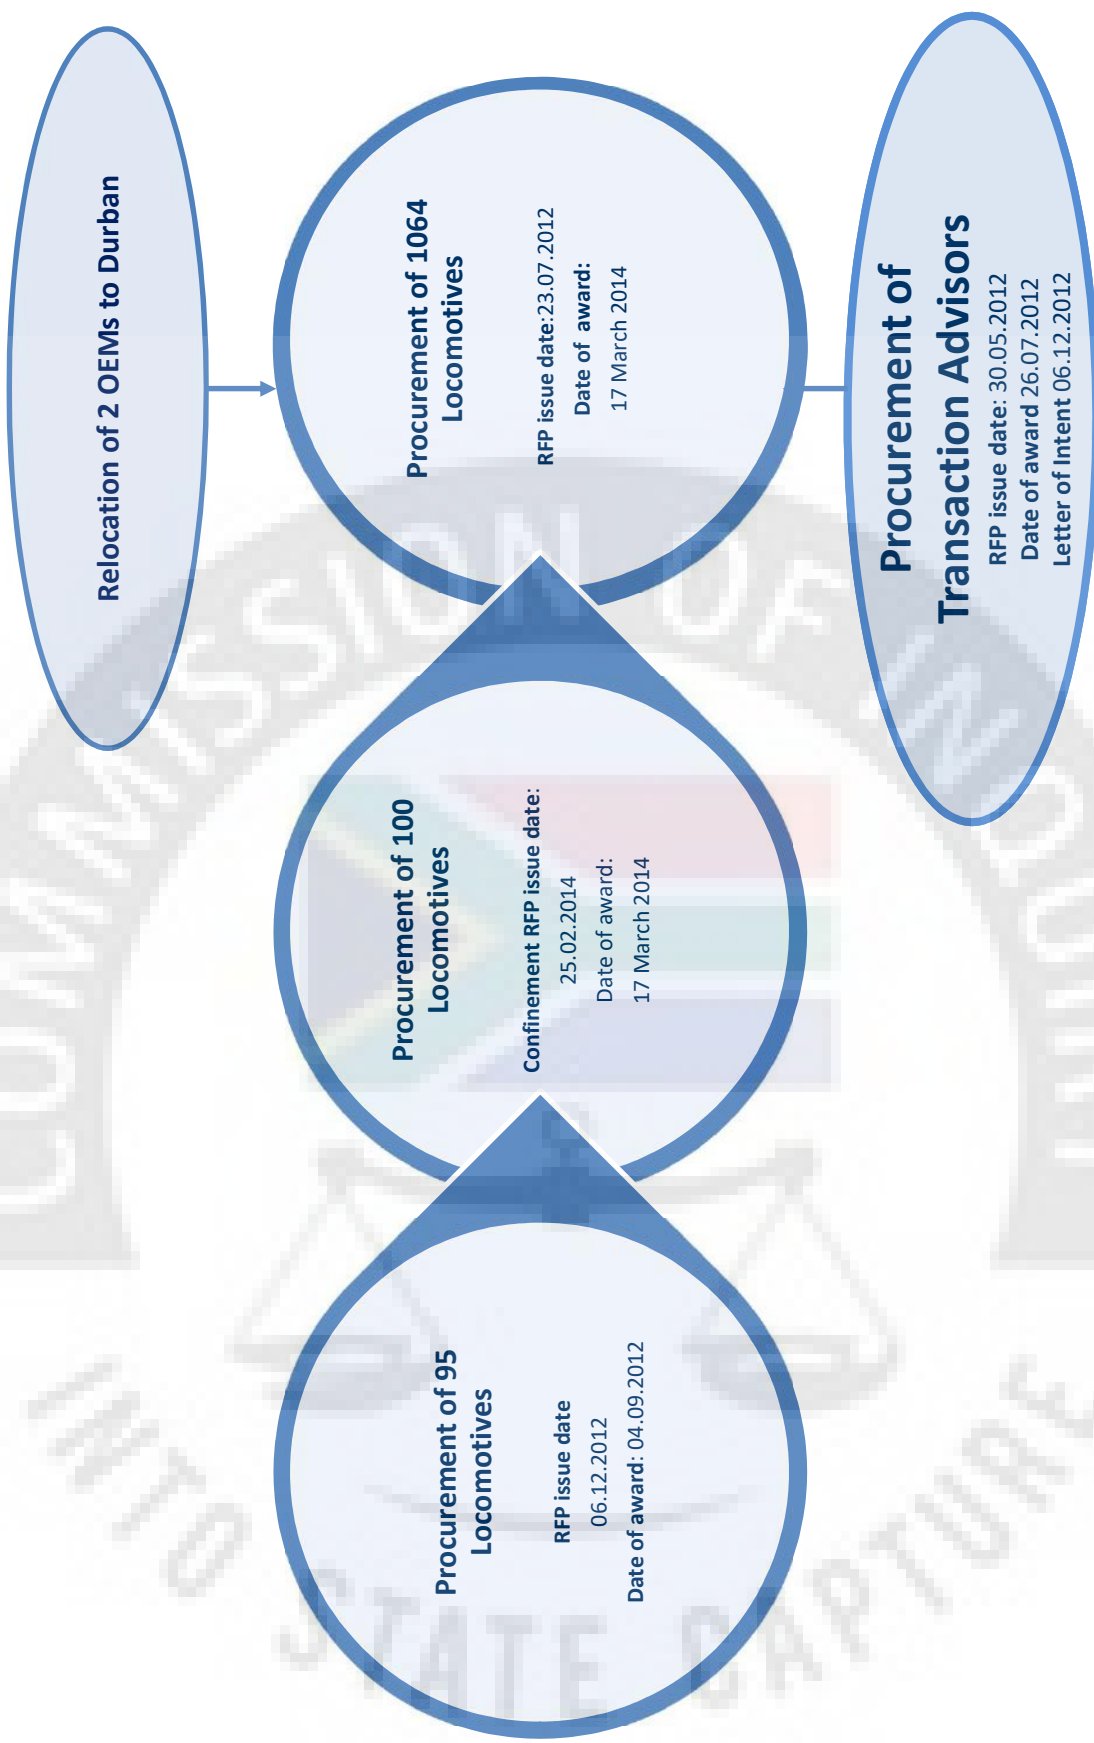 Relocation of 2 OEMs to Durban
Procurement of 95
Locomotives
RFP issue date
06.12.2012
Date of award: 04.09.2012
Procurement of 100
Locomotives
Confinement RFP issue date:
25.02.2014
Date of award:
17 March 2014
Procurement of 1064
Locomotives
RFP issue date:23.07.2012
Date of  award:
17 March 2014
Procurement of
Transaction Advisors
RFP issue date: 30.05.2012
Date of award 26.07.2012
Letter of Intent 06.12.2012
COMMISSION OF INQUIRY
INTO STATE CAPTURE